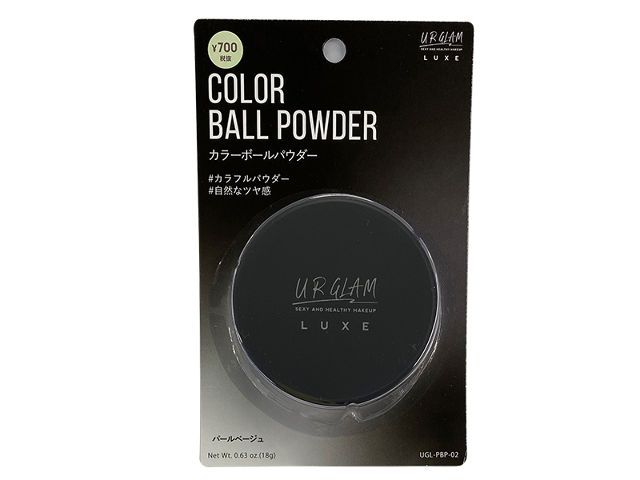 ¥700
税抜
URGLAM
SEXY AND HEALTHY MAKEUP
LUXE
COLOR
BALL POWDER
カラーボールパウダー
#カラフルパウダー
#自然なツヤ感
URGLAM
SEXY AND HEALTHY MAKEUP
LUXE
パールベージュ
Net Wt. 0.63 oz.(18g)
UGL-PBP-02